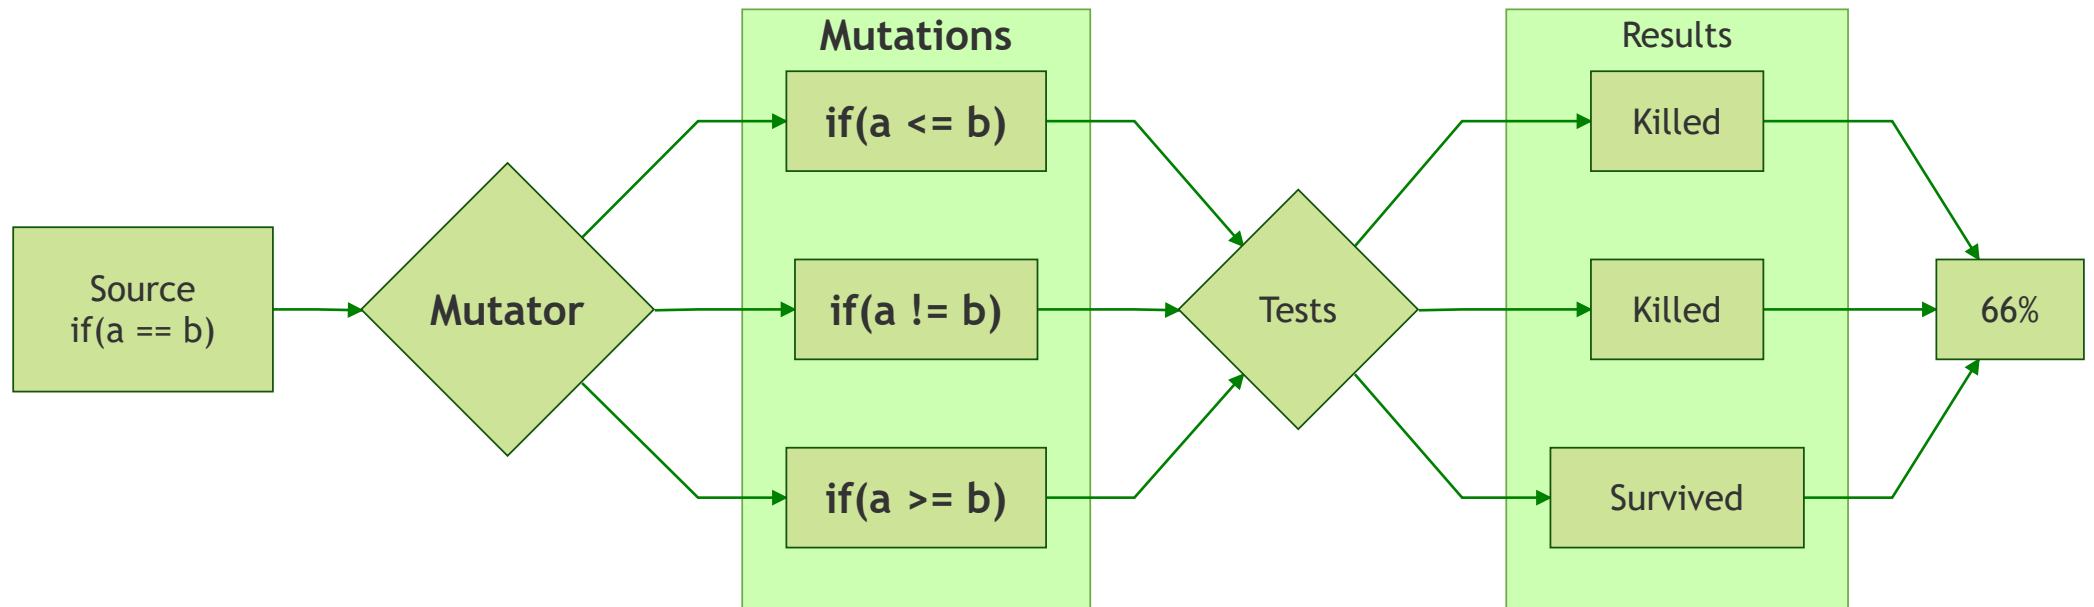 Source
if(a == b)
Mutator
Mutations
if(a <= b)
if(a != b)
if(a >= b)
Tests
Results
Killed
Killed
Survived
66%